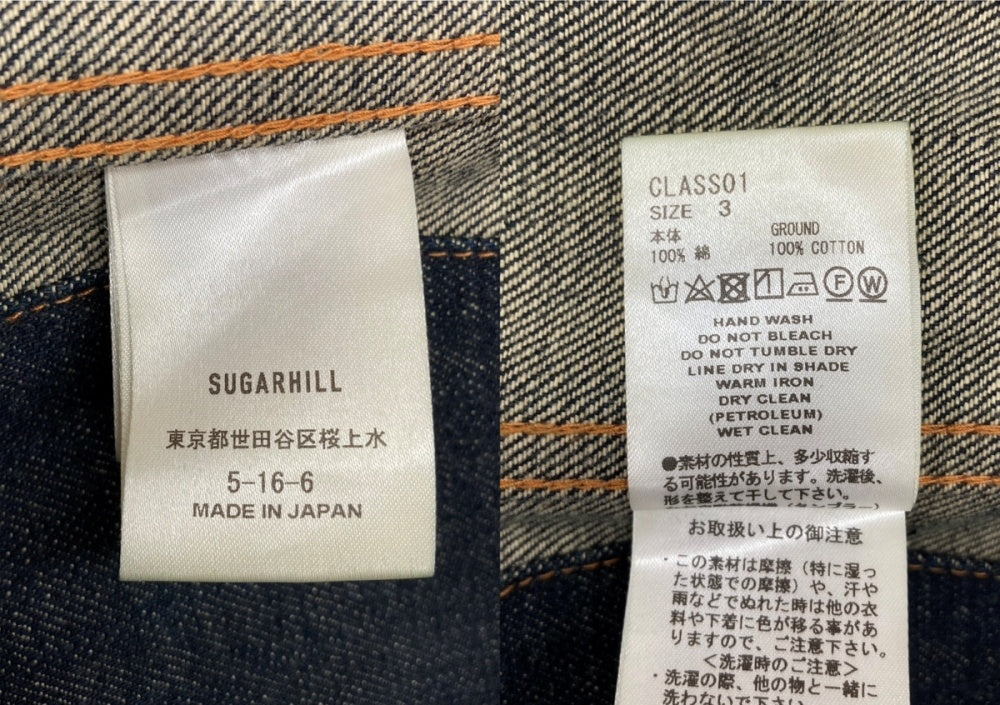 SUGARHILL
東京都世田谷区桜上水
5-16-6
MADE IN JAPAN
CLASS01
SIZE 3
本体 GROUND
100% 綿 100% COTTON
F W
HAND WASH
DO NOT BLEACH
DO NOT TUMBLE DRY
LINE DRY IN SHADE
WARM IRON
DRY CLEAN
(PETROLEUM)
WET CLEAN
●素材の性質上、多少収縮す
る可能性があります。洗濯後、
形を整えて干して下さい。
お取扱い上の御注意
・この素材は摩擦（特に湿っ
た状態での摩擦）や、汗や
雨などでぬれた時は他の衣
料や下着に色が移る事があ
りますので、ご注意下さい。
＜洗濯時のご注意＞
・洗濯の際、他の物と一緒に
洗わないで下さい